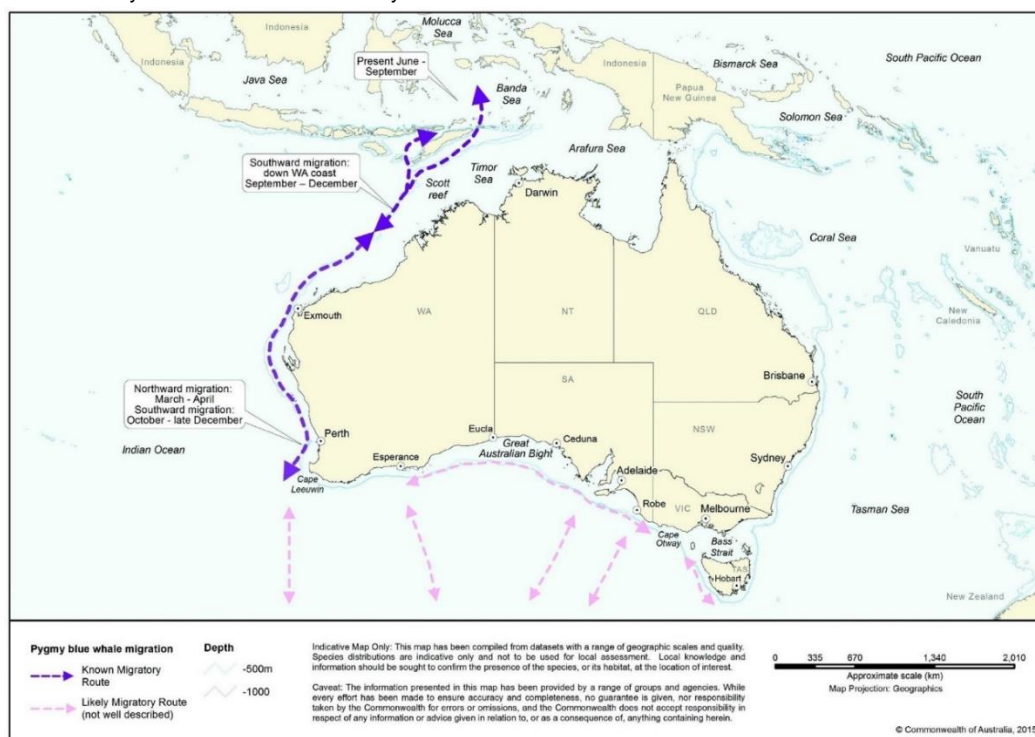 Indonesia
Indonesia
Molucca
Sea
Java Sea
Present June -
September
Banda
Sea
Indonesia
Papua
New Guinea
Bismarck Sea
South Pacific Ocean
Solomon Sea
Southward migration:
down WA coast
September – December
Scott
reef
Timor
Sea
Arafura Sea
Darwin
Coral Sea
Vanuatu
New
Caledonia
Exmouth
WA
NT
QLD
SA
Brisbane
Northward migration:
March - April
Southward migration:
October - late December
Indian Ocean
Perth
Cape
Leeuwin
Esperance
Eucla
Great
Australian Bight
Ceduna
NSW
Sydney
Adelaide
Robe
VIC
Melbourne
Cape
Otway
Bass
Strait
TAS
Hobart
South
Pacific
Ocean
Tasman Sea
New Zealand
Pygmy blue whale migration
Known Migratory
Route
Likely Migratory Route
(not well described)
Depth
-500m
-1000
Indicative Map Only: This map has been compiled from datasets with a range of geographic scales and quality.
Species distributions are indicative only and not to be used for local assessment. Local knowledge and
information should be sought to confirm the presence of the species, or its habitat, at the location of interest.
Caveat: The information presented in this map has been provided by a range of groups and agencies. While
every effort has been made to ensure accuracy and completeness, no guarantee is given, nor responsibility
taken by the Commonwealth for errors or omissions, and the Commonwealth does not accept responsibility in
respect of any information or advice given in relation to, or as a consequence of, anything containing herein.
0 335 670 1,340 2,010
Approximate scale (km)
Map Projection: Geographics
© Commonwealth of Australia, 2015